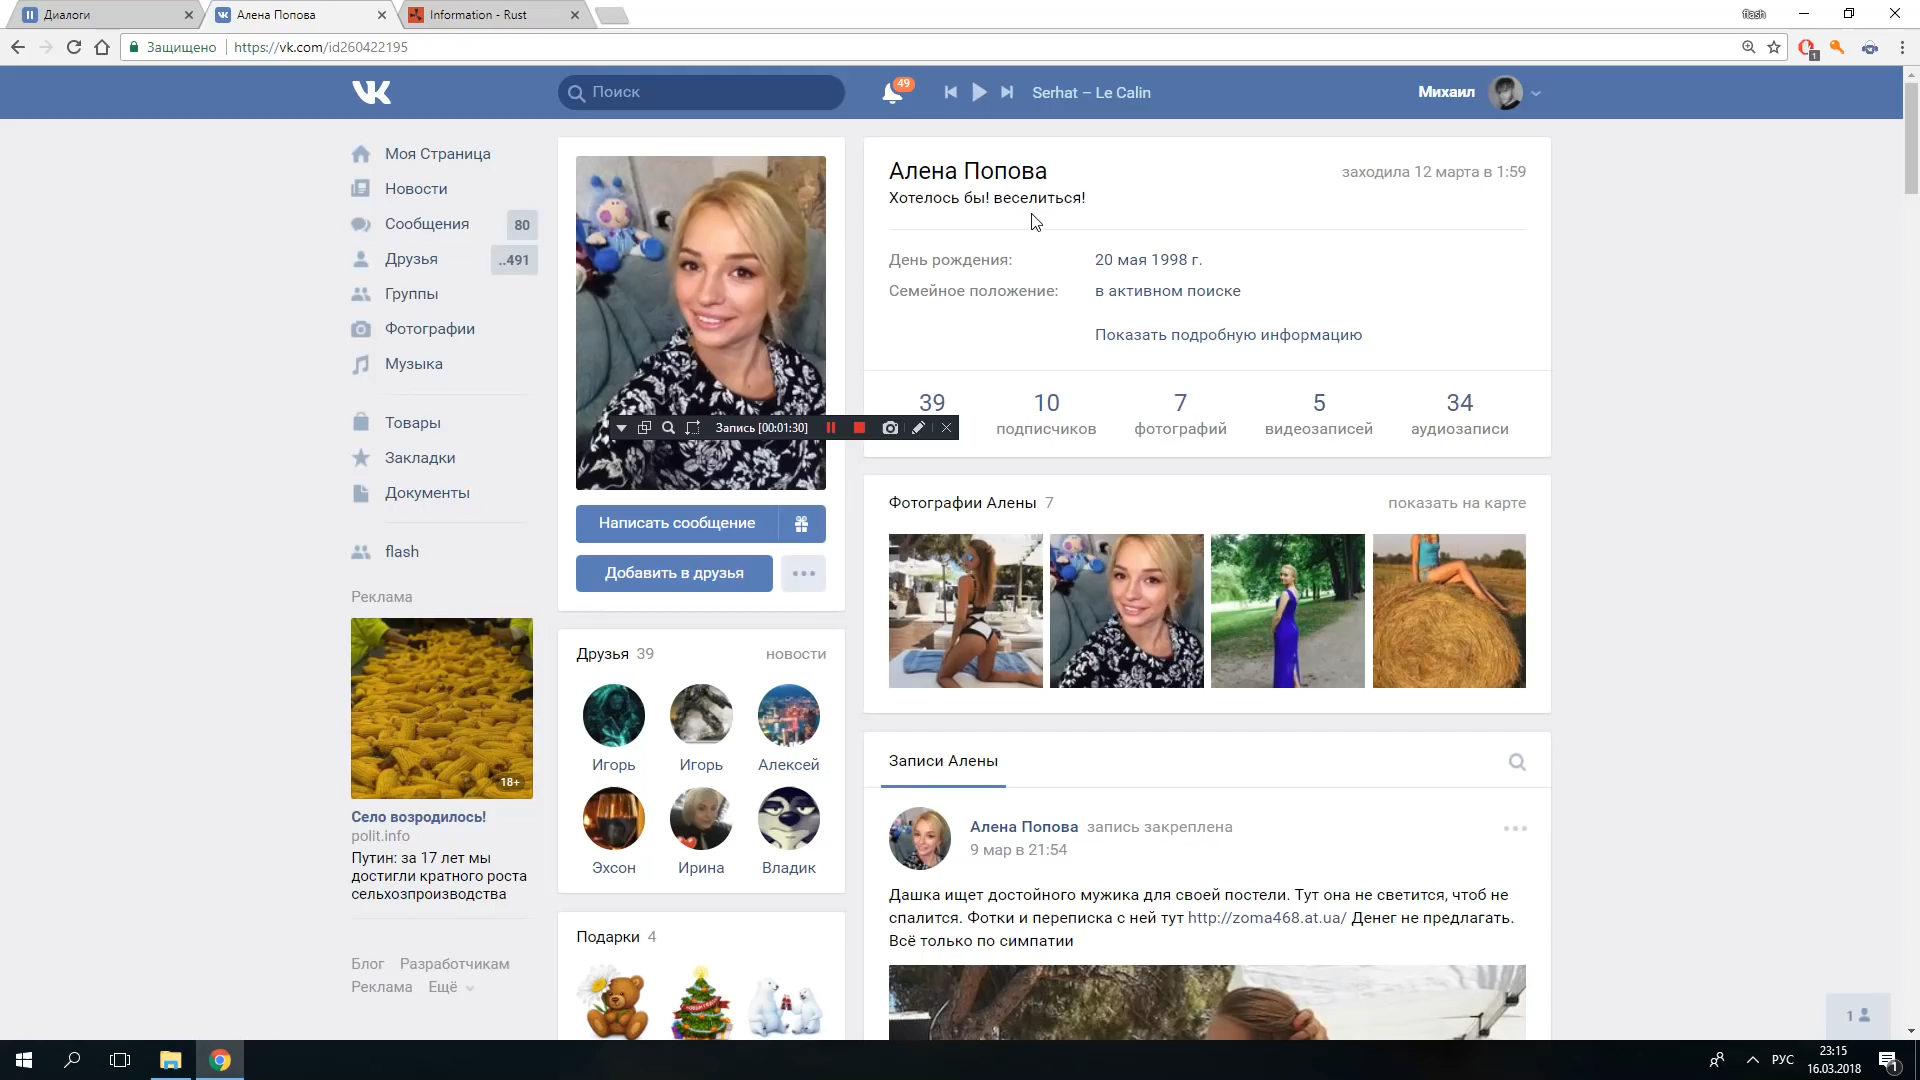 Диалоги
Алена Попова
Information - Rust
flash
Защищено
https://vk.com/id260422195
1
Поиск
49
Serhat – Le Calin
Михаил
Моя Страница
Новости
Сообщения 80
Друзья ..491
Группы
Фотографии
Музыка
Товары
Закладки
Документы
flash
Реклама
18+
Село возродилось!
polit.info
Путин: за 17 лет мы
достигли кратного роста
сельхозпроизводства
Блог Разработчикам
Реклама Ещё
Запись [00:01:30]
Написать сообщение
Добавить в друзья
Друзья 39
новости
Игорь
Игорь
Алексей
Эхсон
Ирина
Владик
Подарки 4
Алена Попова
заходила 12 марта в 1:59
Хотелось бы! веселиться!
День рождения: 20 мая 1998 г.
Семейное положение: в активном поиске
Показать подробную информацию
39
10 подписчиков
7 фотографий
5 видеозаписей
34 аудиозаписи
Фотографии Алены 7
показать на карте
Записи Алены
Алена Попова запись закреплена
9 мар в 21:54
Дашка ищет достойного мужика для своей постели. Тут она не светится, чтоб не
спалится. Фотки и переписка с ней тут http://zoma468.at.ua/ Денег не предлагать.
Всё только по симпатии
1
РУС
23:15
16.03.2018
1